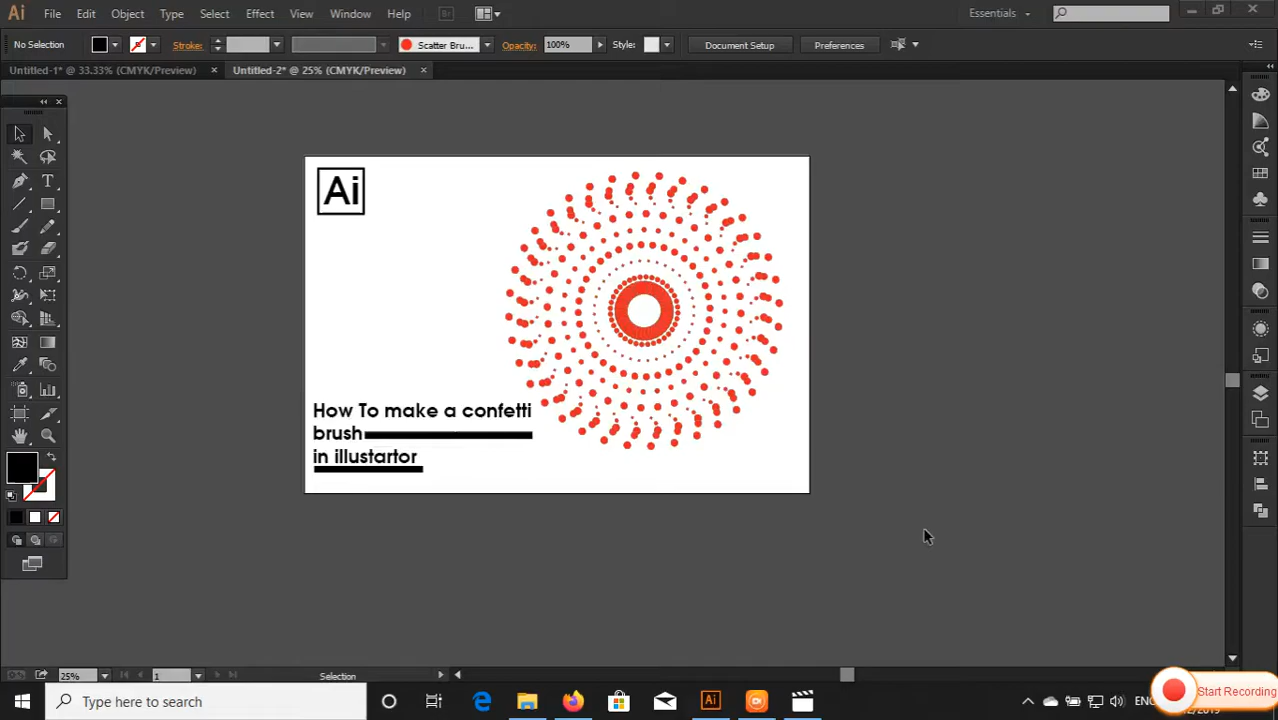 Ai File Edit Object Type Select Effect View Window Help Br Essentials
No Selection Stroke: Scatter Bru... Opacity: 100% Style: Document Setup Preferences
Untitled-1* @ 33.33% (CMYK/Preview) × Untitled-2* @ 25% (CMYK/Preview) ×
Ai
How To make a confetti
brush
in illustartor
25% 1 Selection
Start Recording
Type here to search Ai ENG